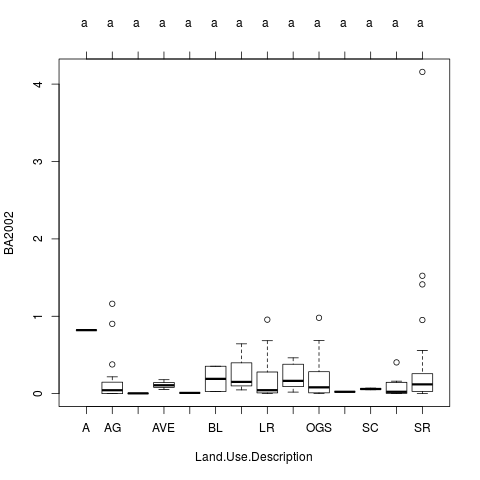 a a a a a a a a a a a a a a
4
3
2
1
0
BA2002
A AG AVE BL LR OGS SC SR
Land.Use.Description